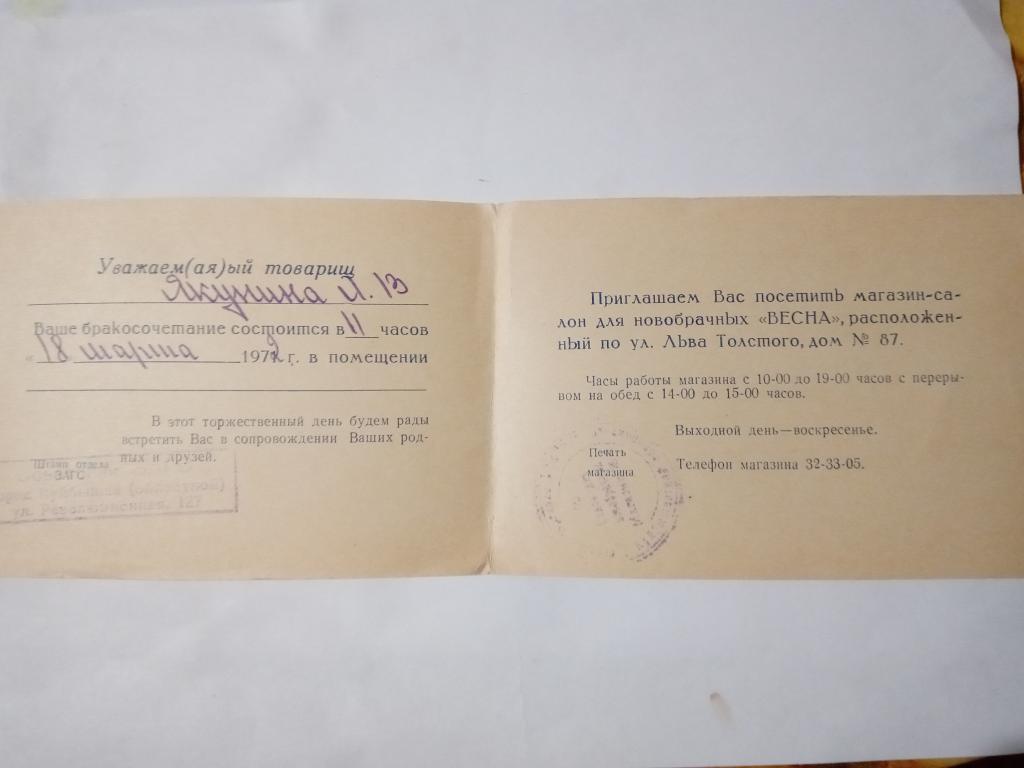 Уважаем(ая)ый товарищ
Якунина Л. В
Ваше бракосочетание состоится в 11 часов
«18 марта 1972 г. в помещении
В этот торжественный день будем рады
встретить Вас в сопровождении Ваших род-
ных и друзей.
Штамп отдела
ЗАГС
город Куйбышев (областной)
ул. Революционная, 127
Приглашаем Вас посетить магазин-са-
лон для новобрачных «ВЕСНА», расположен-
ный по ул. Льва Толстого, дом № 87.
Часы работы магазина с 10-00 до 19-00 часов с переры-
вом на обед с 14-00 до 15-00 часов.
Выходной день—воскресенье.
Печать
магазина
Телефон магазина 32-33-05.